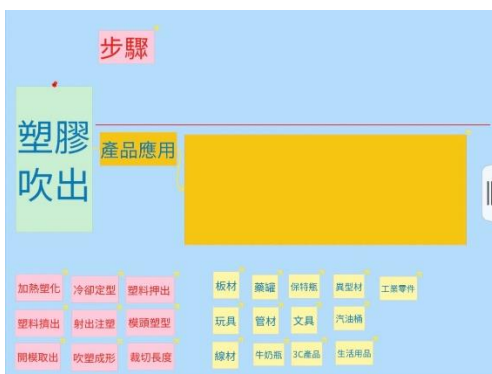 步驟
塑膠
吹出
產品應用
加熱塑化 冷卻定型 塑料押出 板材 藥罐 保特瓶 異型材 工業零件
塑料擠出 射出注塑 模頭塑型 玩具 管材 文具 汽油桶
開模取出 吹塑成形 裁切長度 線材 牛奶瓶 3C產品 生活用品